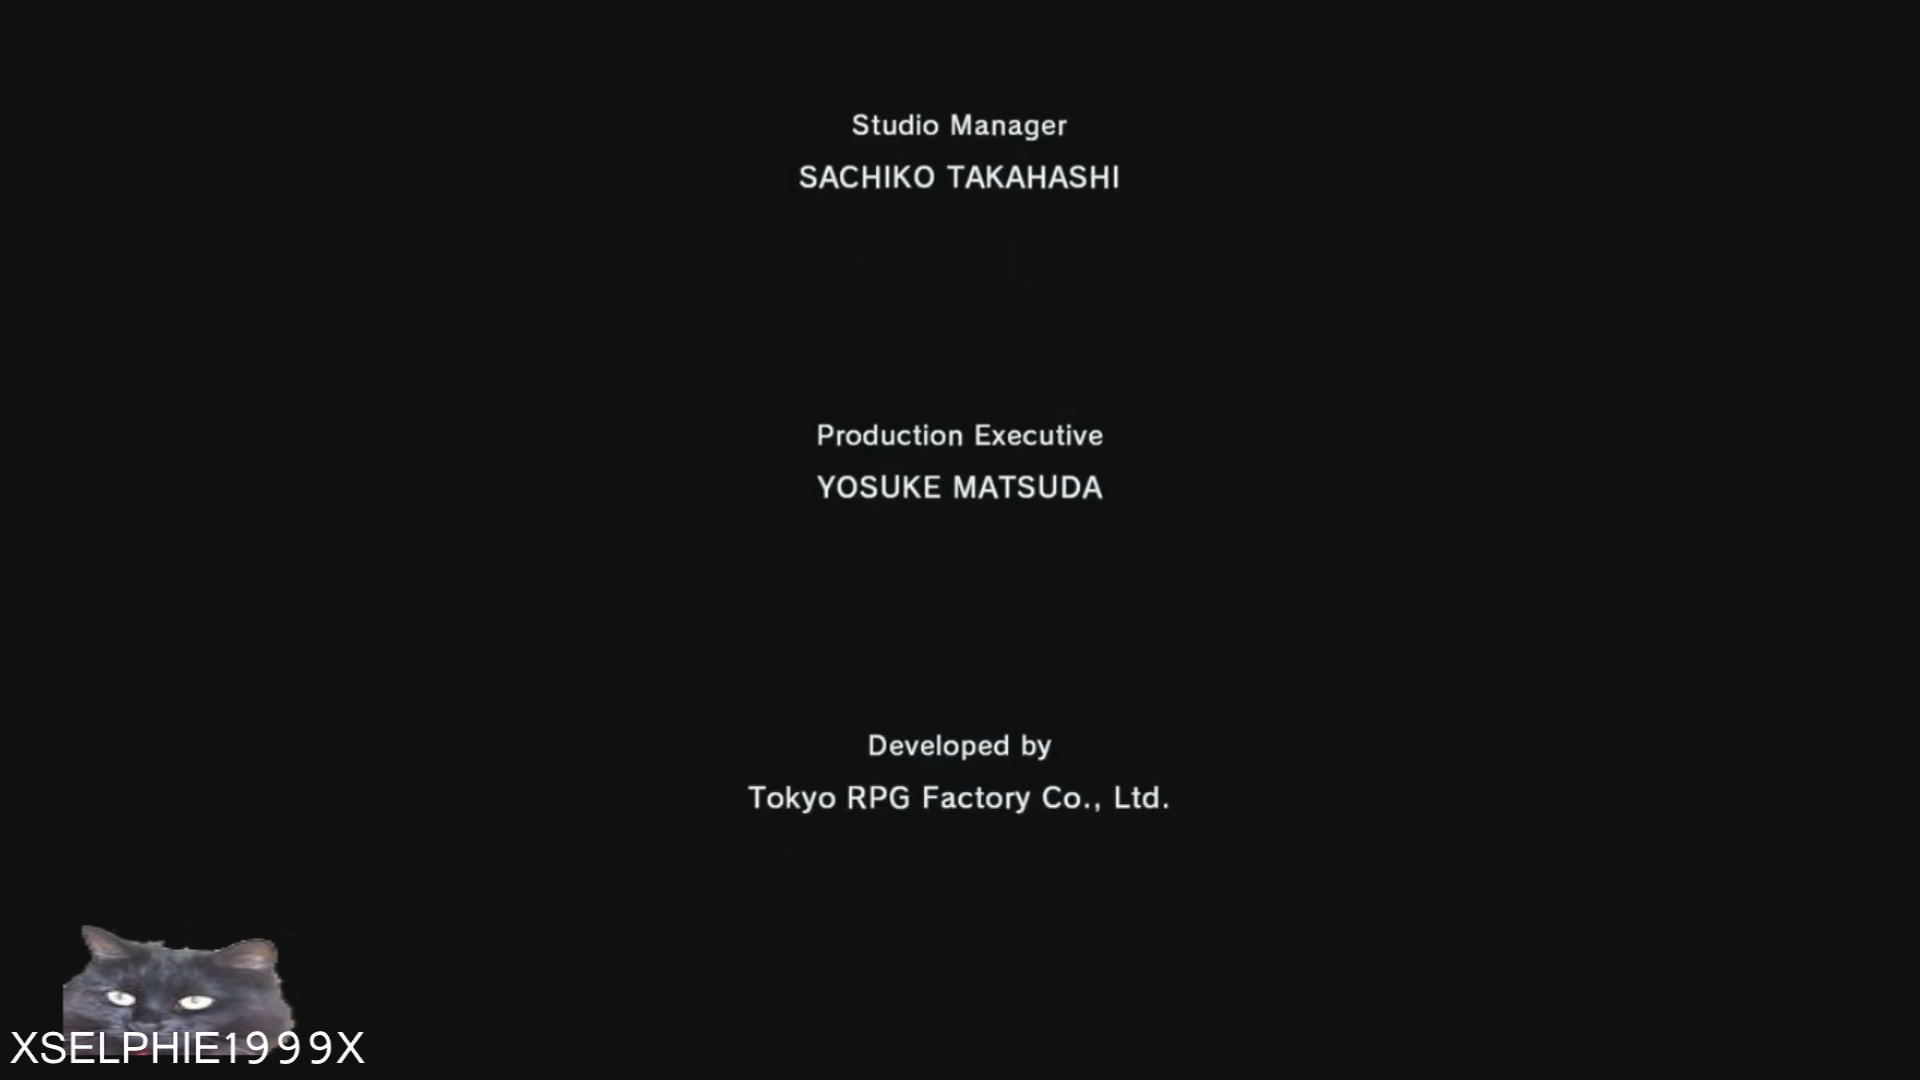 Studio Manager
SACHIKO TAKAHASHI
Production Executive
YOSUKE MATSUDA
Developed by
Tokyo RPG Factory Co., Ltd.
XSELPHIE1999X